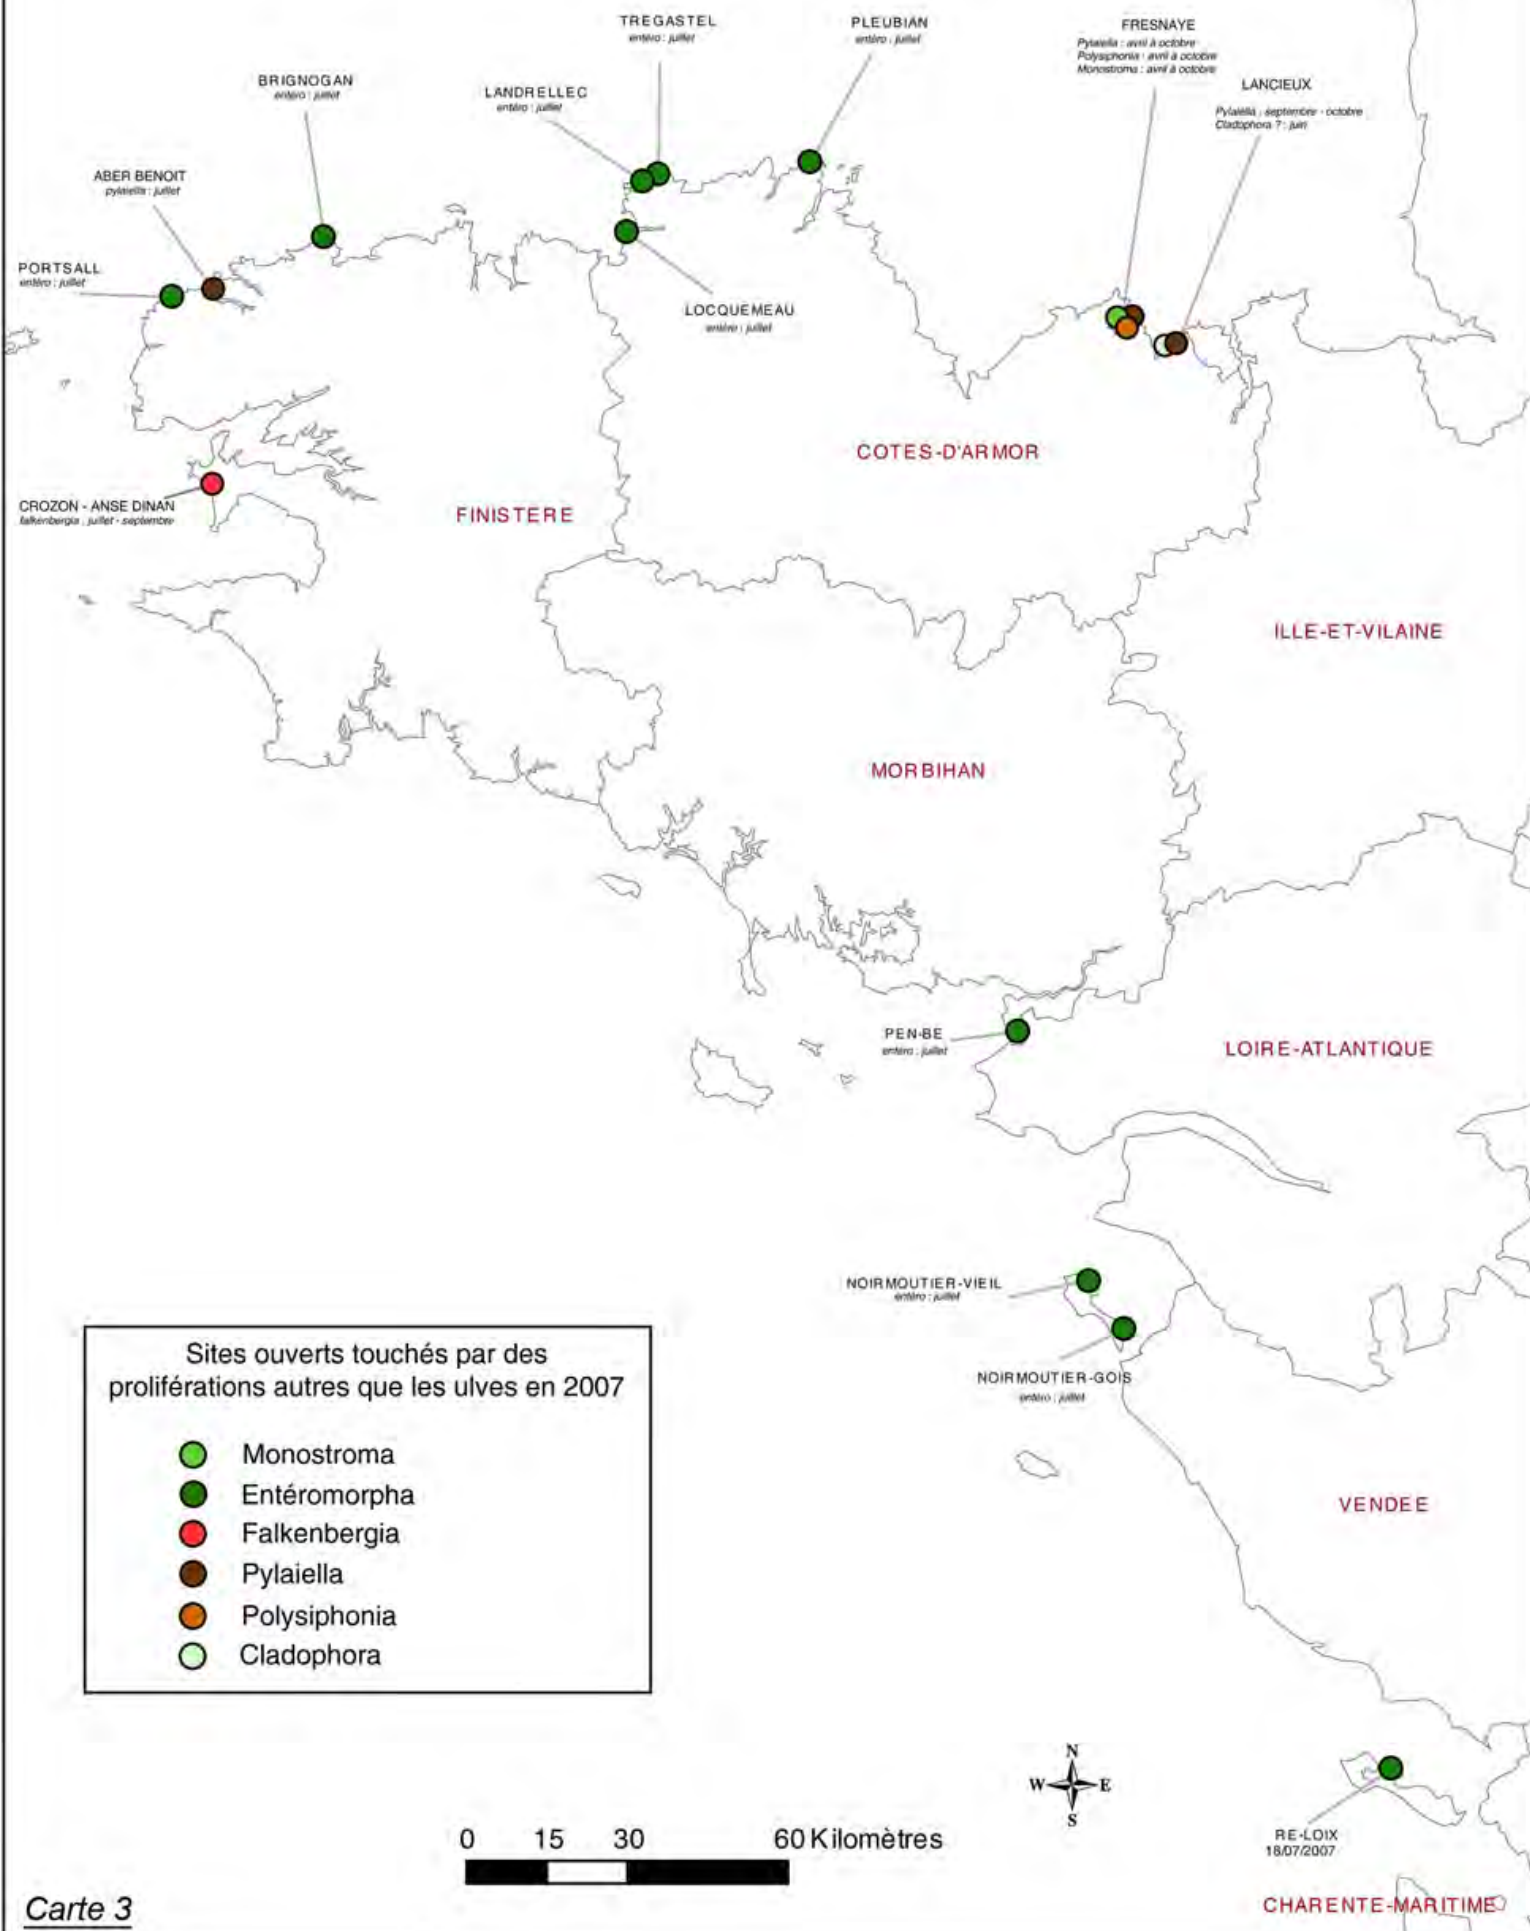 TREGASTEL
entéro : juillet
PLEUBIAN
entéro : juillet
FRESNAYE
Pylaiella : avril à octobre
Polysiphonia : avril à octobre
Monostroma : avril à octobre
BRIGNOGAN
entéro : juillet
LANDRELLEC
entéro : juillet
LANCIEUX
Pylaiella : septembre - octobre
Cladophora ? : juin
ABER BENOIT
pylaiella : juillet
PORTSALL
entéro : juillet
LOCQUEMEAU
entéro : juillet
COTES-D'ARMOR
CROZON - ANSE DINAN
falkenbergia : juillet - septembre
FINISTERE
ILLE-ET-VILAINE
MORBIHAN
PEN-BE
entéro : juillet
LOIRE-ATLANTIQUE
NOIRMOUTIER-VIEIL
entéro : juillet
NOIRMOUTIER-GOIS
entéro : juillet
Sites ouverts touchés par des
proliférations autres que les ulves en 2007
Monostroma
Entéromorpha
Falkenbergia
Pylaiella
Polysiphonia
Cladophora
VENDEE
N
W E
S
0 15 30 60 Kilomètres
RE-LOIX
18/07/2007
CHARENTE-MARITIME
Carte 3